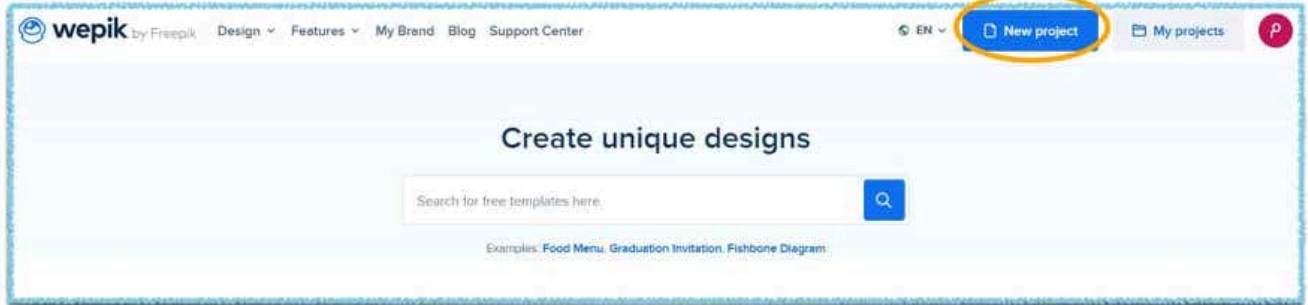 wepik by Freepik Design Features My Brand Blog Support Center EN New project My projects P
Create unique designs
Search for free templates here
Examples: Food Menu, Graduation Invitation, Fishbone Diagram